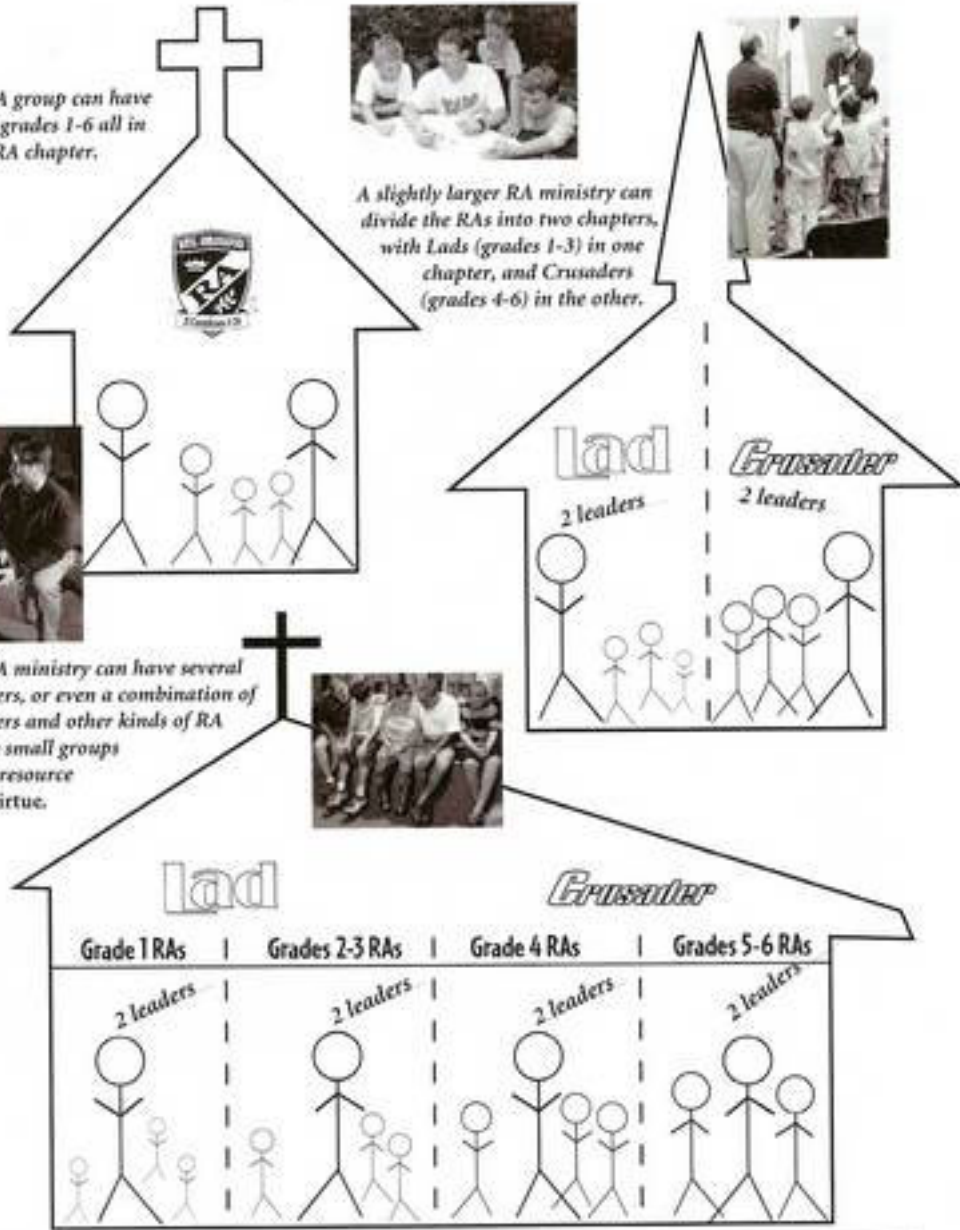 A group can have
grades 1-6 all in
RA chapter.
A slightly larger RA ministry can
divide the RAs into two chapters,
with Lads (grades 1-3) in one
chapter, and Crusaders
(grades 4-6) in the other.
RA
Lad
Crusader
2 leaders
2 leaders
A ministry can have several
ers, or even a combination of
ers and other kinds of RA
small groups
resource
irtue.
Lad
Crusader
Grade 1 RAs
Grades 2-3 RAs
Grade 4 RAs
Grades 5-6 RAs
2 leaders
2 leaders
2 leaders
2 leaders